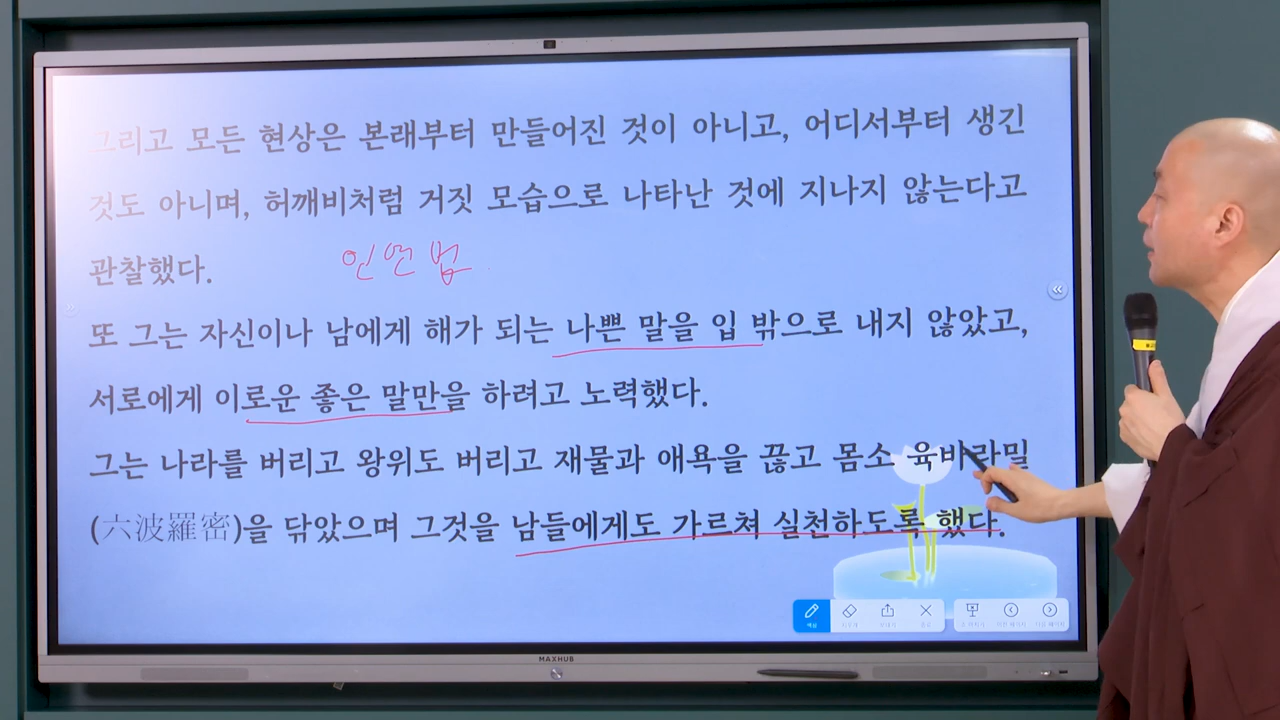 그리고 모든 현상은 본래부터 만들어진 것이 아니고, 어디서부터 생긴
것도 아니며, 허깨비처럼 거짓 모습으로 나타난 것에 지나지 않는다고
관찰했다.
인연법
또 그는 자신이나 남에게 해가 되는 나쁜 말을 입 밖으로 내지 않았고,
서로에게 이로운 좋은 말만을 하려고 노력했다.
그는 나라를 버리고 왕위도 버리고 재물과 애욕을 끊고 몸소 육바라밀
(六波羅密)을 닦았으며 그것을 남들에게도 가르쳐 실천하도록 했다.
MAXHUB